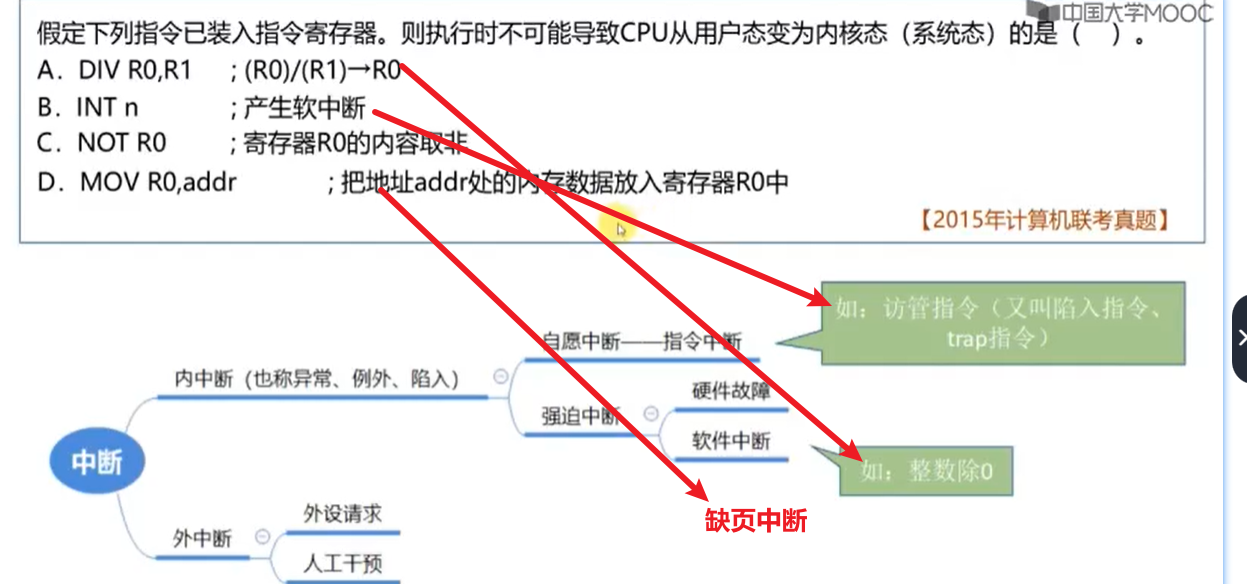 中国大学MOOC
假定下列指令已装入指令寄存器。则执行时不可能导致CPU从用户态变为内核态（系统态）的是（　）。
A．DIV R0,R1　; (R0)/(R1)→R0
B．INT n　; 产生软中断
C．NOT R0　; 寄存器R0的内容取非
D．MOV R0,addr　; 把地址addr处的内存数据放入寄存器R0中
【2015年计算机联考真题】
如：访管指令（又叫陷入指令、
trap指令）
自愿中断——指令中断
内中断（也称异常、例外、陷入）
硬件故障
强迫中断
软件中断
中断
如：整数除0
缺页中断
外设请求
外中断
人工干预